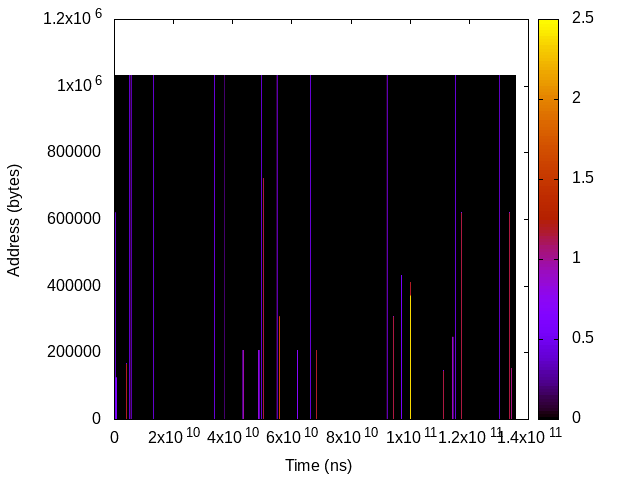 1.2x10 6
1x10 6
800000
600000
400000
200000
0
Address (bytes)
0
2x10 10
4x10 10
6x10 10
8x10 10
1x10 11
1.2x10 11
1.4x10 11
Time (ns)
2.5
2
1.5
1
0.5
0